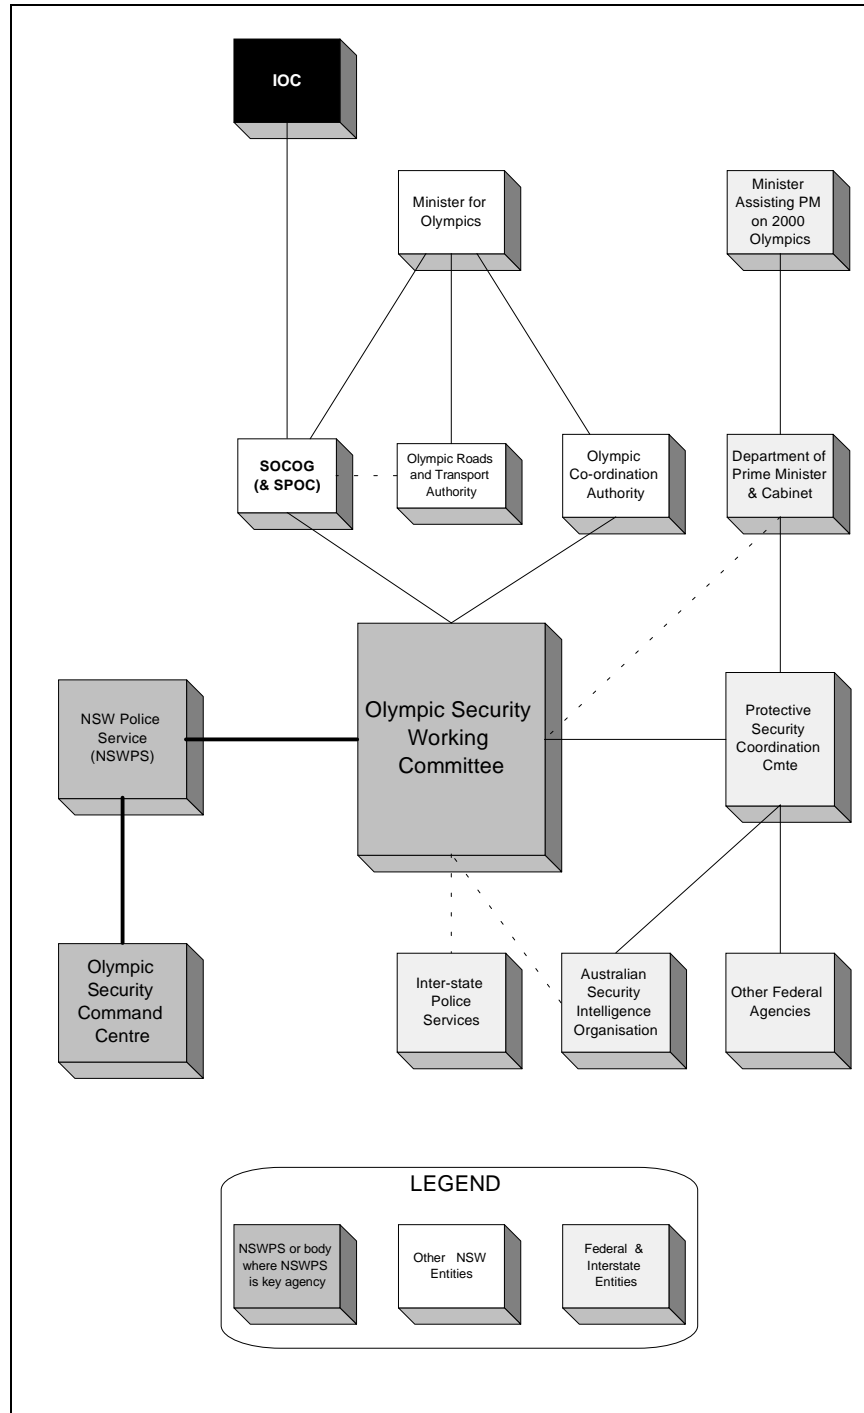 IOC
Minister for
Olympics
Minister
Assisting PM
on 2000
Olympics
SOCOG
(& SPOC)
Olympic Roads
and Transport
Authority
Olympic
Co-ordination
Authority
Department of
Prime Minister
& Cabinet
NSW Police
Service
(NSWPS)
Olympic Security
Working
Committee
Protective
Security
Coordination
Cmte
Olympic
Security
Command
Centre
Inter-state
Police
Services
Australian
Security
Intelligence
Organisation
Other Federal
Agencies
LEGEND
NSWPS or body
where NSWPS
is key agency
Other NSW
Entities
Federal &
Interstate
Entities